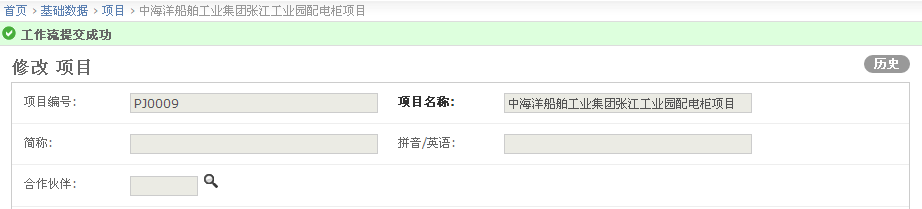 首页 › 基础数据 › 项目 › 中海洋船舶工业集团张江工业园配电柜项目
工作流提交成功
修改 项目
历史
项目编号: PJ0009 项目名称: 中海洋船舶工业集团张江工业园配电柜项目
简称: 拼音/英语:
合作伙伴: